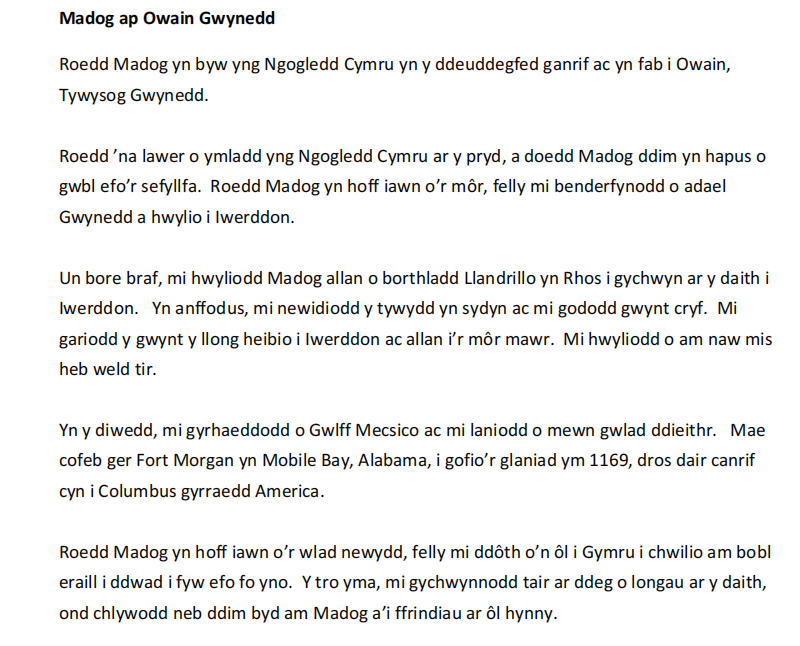 Madog ap Owain Gwynedd
Roedd Madog yn byw yng Ngogledd Cymru yn y ddeuddegfed ganrif ac yn fab i Owain,
Tywysog Gwynedd.
Roedd ’na lawer o ymladd yng Ngogledd Cymru ar y pryd, a doedd Madog ddim yn hapus o
gwbl efo’r sefyllfa.  Roedd Madog yn hoff iawn o’r môr, felly mi benderfynodd o adael
Gwynedd a hwylio i Iwerddon.
Un bore braf, mi hwyliodd Madog allan o borthladd Llandrillo yn Rhos i gychwyn ar y daith i
Iwerddon.   Yn anffodus, mi newidiodd y tywydd yn sydyn ac mi gododd gwynt cryf.  Mi
gariodd y gwynt y llong heibio i Iwerddon ac allan i’r môr mawr.  Mi hwyliodd o am naw mis
heb weld tir.
Yn y diwedd, mi gyrhaeddodd o Gwlff Mecsico ac mi laniodd o mewn gwlad ddieithr.   Mae
cofeb ger Fort Morgan yn Mobile Bay, Alabama, i gofio’r glaniad ym 1169, dros dair canrif
cyn i Columbus gyrraedd America.
Roedd Madog yn hoff iawn o’r wlad newydd, felly mi ddôth o’n ôl i Gymru i chwilio am bobl
eraill i ddwad i fyw efo fo yno.  Y tro yma, mi gychwynnodd tair ar ddeg o longau ar y daith,
ond chlywodd neb ddim byd am Madog a’i ffrindiau ar ôl hynny.